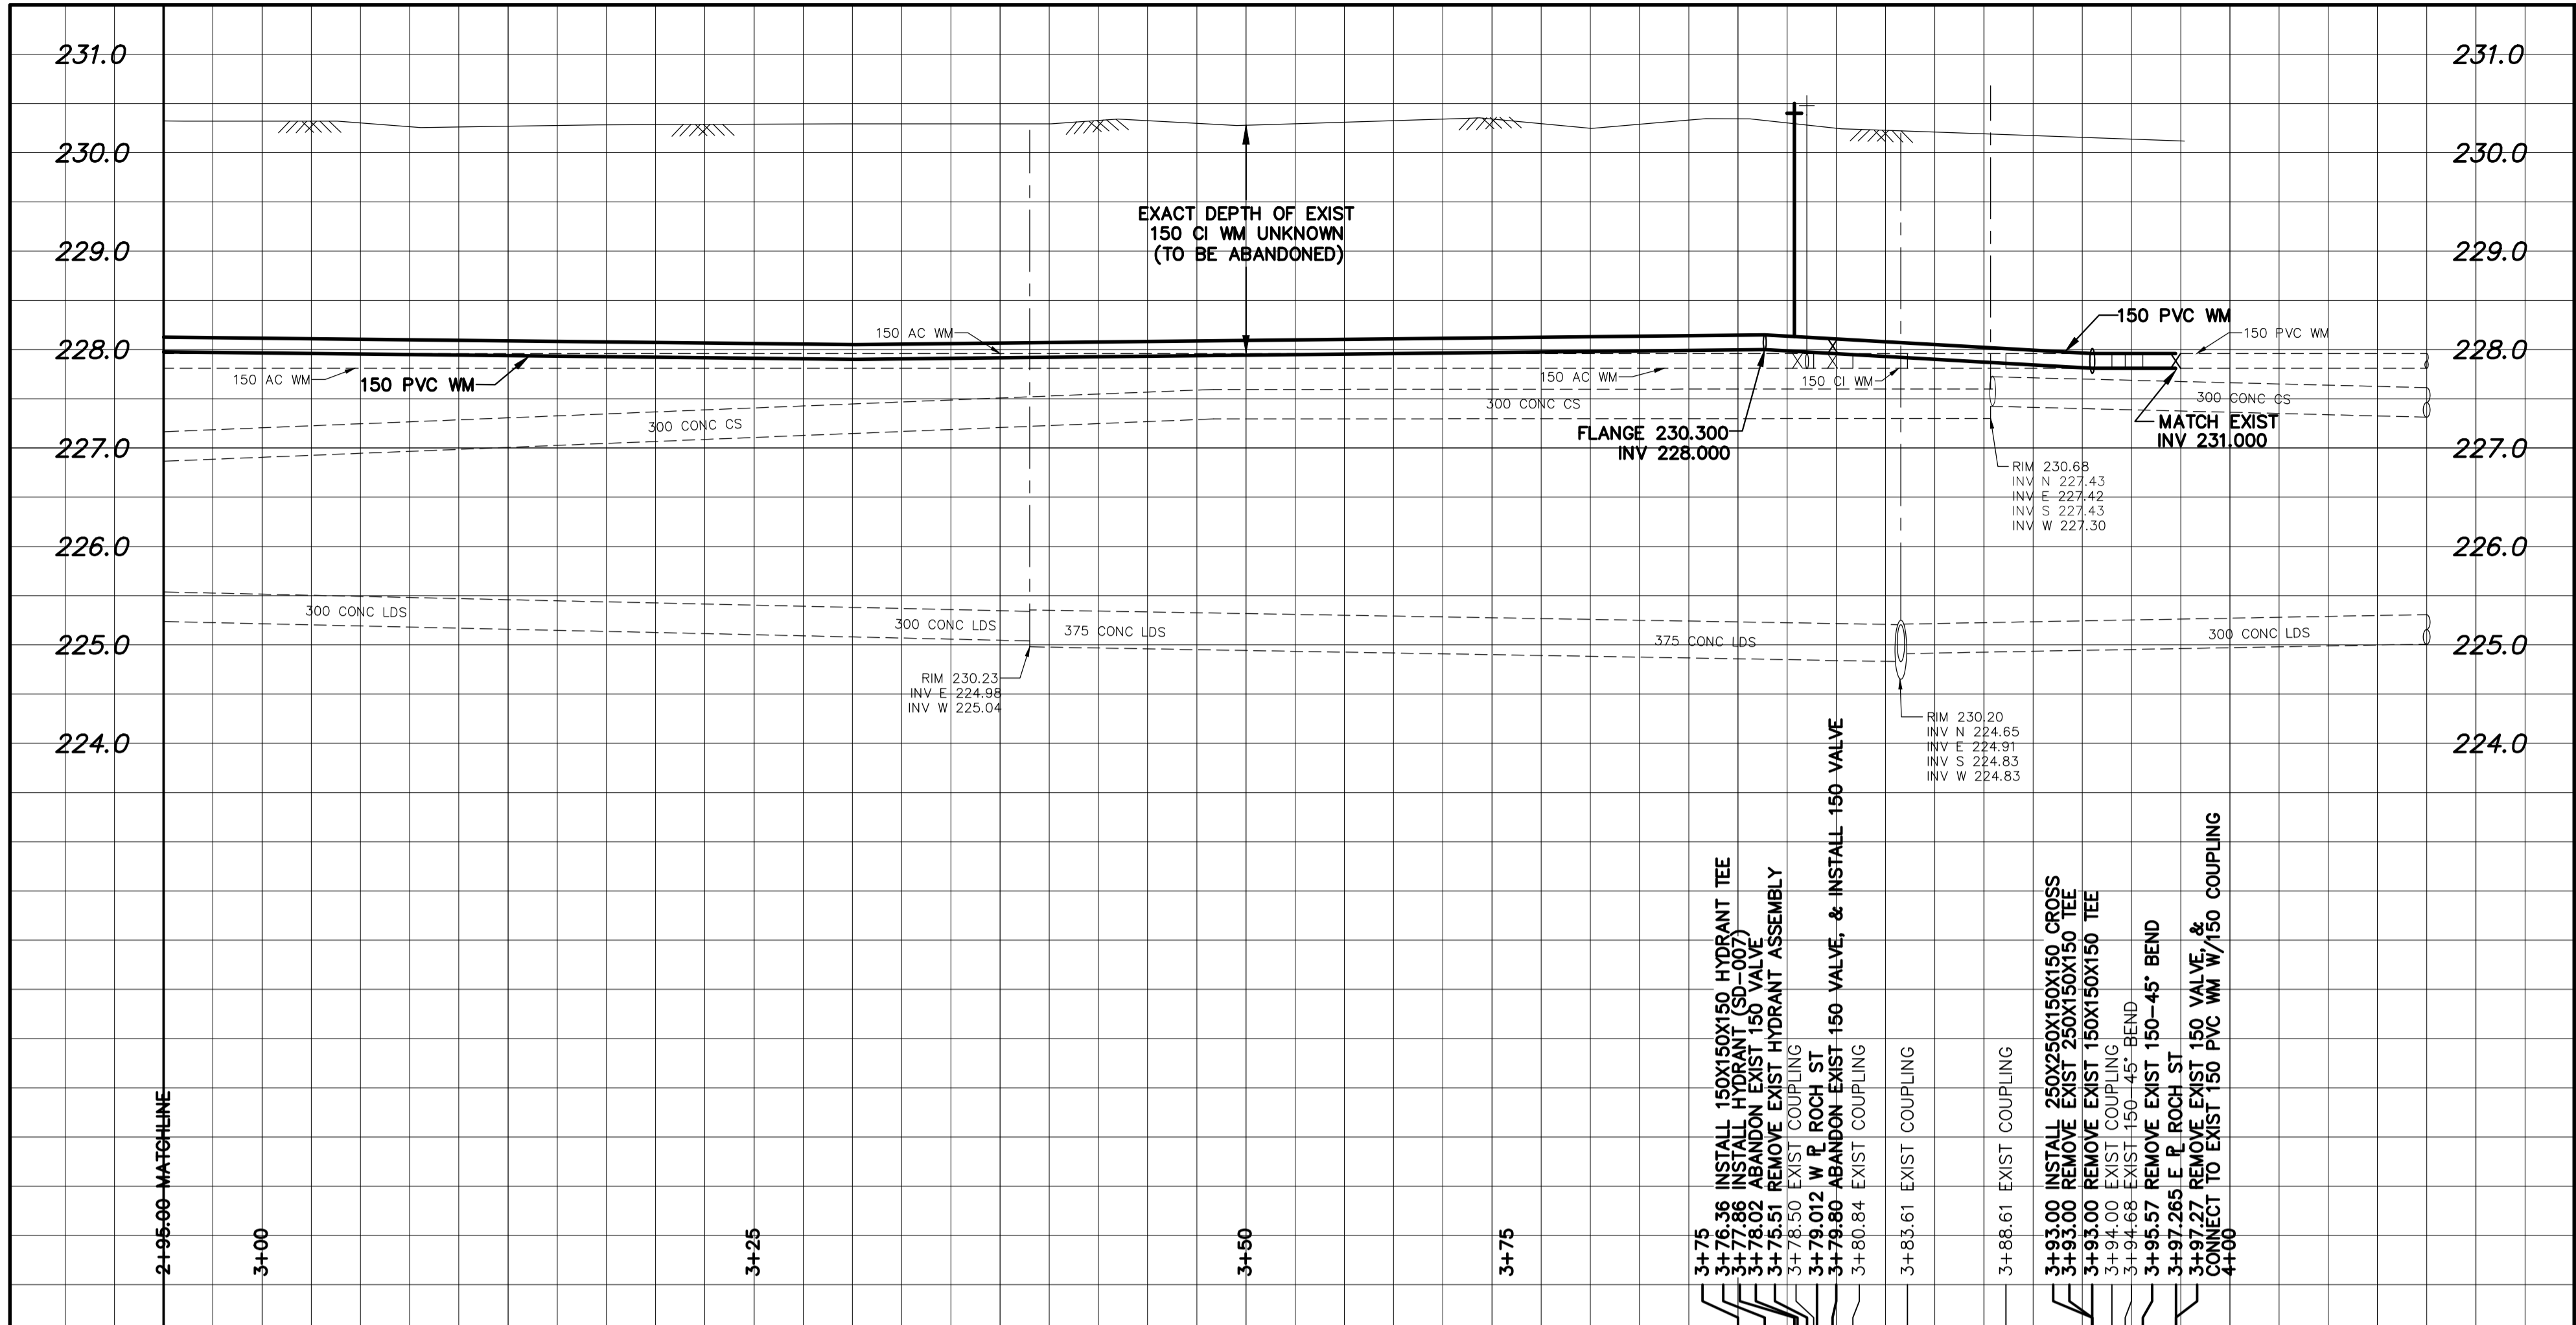 231.0
231.0
230.0
230.0
EXACT DEPTH OF EXIST
150 CI WM UNKNOWN
(TO BE ABANDONED)
229.0
229.0
150 PVC WM
150 AC WM
150 PVC WM
228.0
228.0
150 AC WM
150 PVC WM
150 AC WM
150 CI WM
300 CONC CS
300 CONC CS
300 CONC CS
FLANGE 230.300
INV 228.000
MATCH EXIST
INV 231.000
227.0
227.0
RIM 230.68
INV N 227.43
INV E 227.42
INV S 227.43
INV W 227.30
226.0
226.0
300 CONC LDS
300 CONC LDS
375 CONC LDS
375 CONC LDS
300 CONC LDS
225.0
225.0
RIM 230.23
INV E 224.98
INV W 225.04
RIM 230.20
INV N 224.65
INV E 224.91
INV S 224.83
INV W 224.83
224.0
224.0
2+95.00 MATCHLINE
3+00
3+25
3+50
3+75
3+75
3+76.36 INSTALL 150X150X150 HYDRANT TEE
3+77.86 INSTALL HYDRANT (SD-007)
3+78.02 ABANDON EXIST 150 VALVE
3+75.51 REMOVE EXIST HYDRANT ASSEMBLY
3+78.50 EXIST COUPLING
3+79.012 W PL ROCH ST
3+79.80 ABANDON EXIST 150 VALVE, & INSTALL 150 VALVE
3+80.84 EXIST COUPLING
3+83.61 EXIST COUPLING
3+88.61 EXIST COUPLING
3+93.00 INSTALL 250X250X150X150 CROSS
3+93.00 REMOVE EXIST 250X150X150 TEE
3+93.00 REMOVE EXIST 150X150X150 TEE
3+94.00 EXIST COUPLING
3+94.68 EXIST 150-45° BEND
3+95.57 REMOVE EXIST 150-45° BEND
3+97.265 E PL ROCH ST
3+97.27 REMOVE EXIST 150 VALVE, &
CONNECT TO EXIST 150 PVC WM W/150 COUPLING
4+00